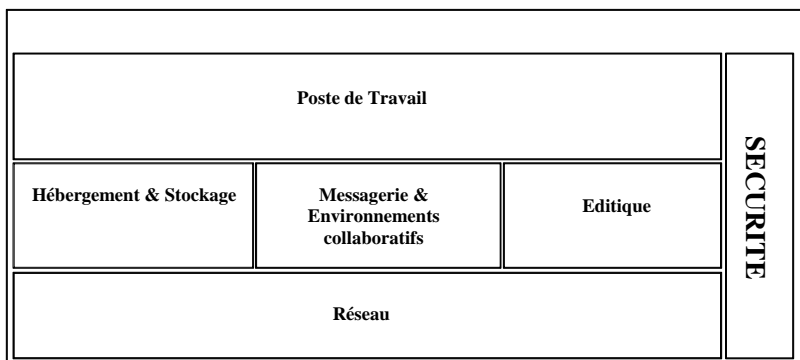 Poste de Travail
Hébergement & Stockage
Messagerie &
Environnements
collaboratifs
Editique
Réseau
SECURITE